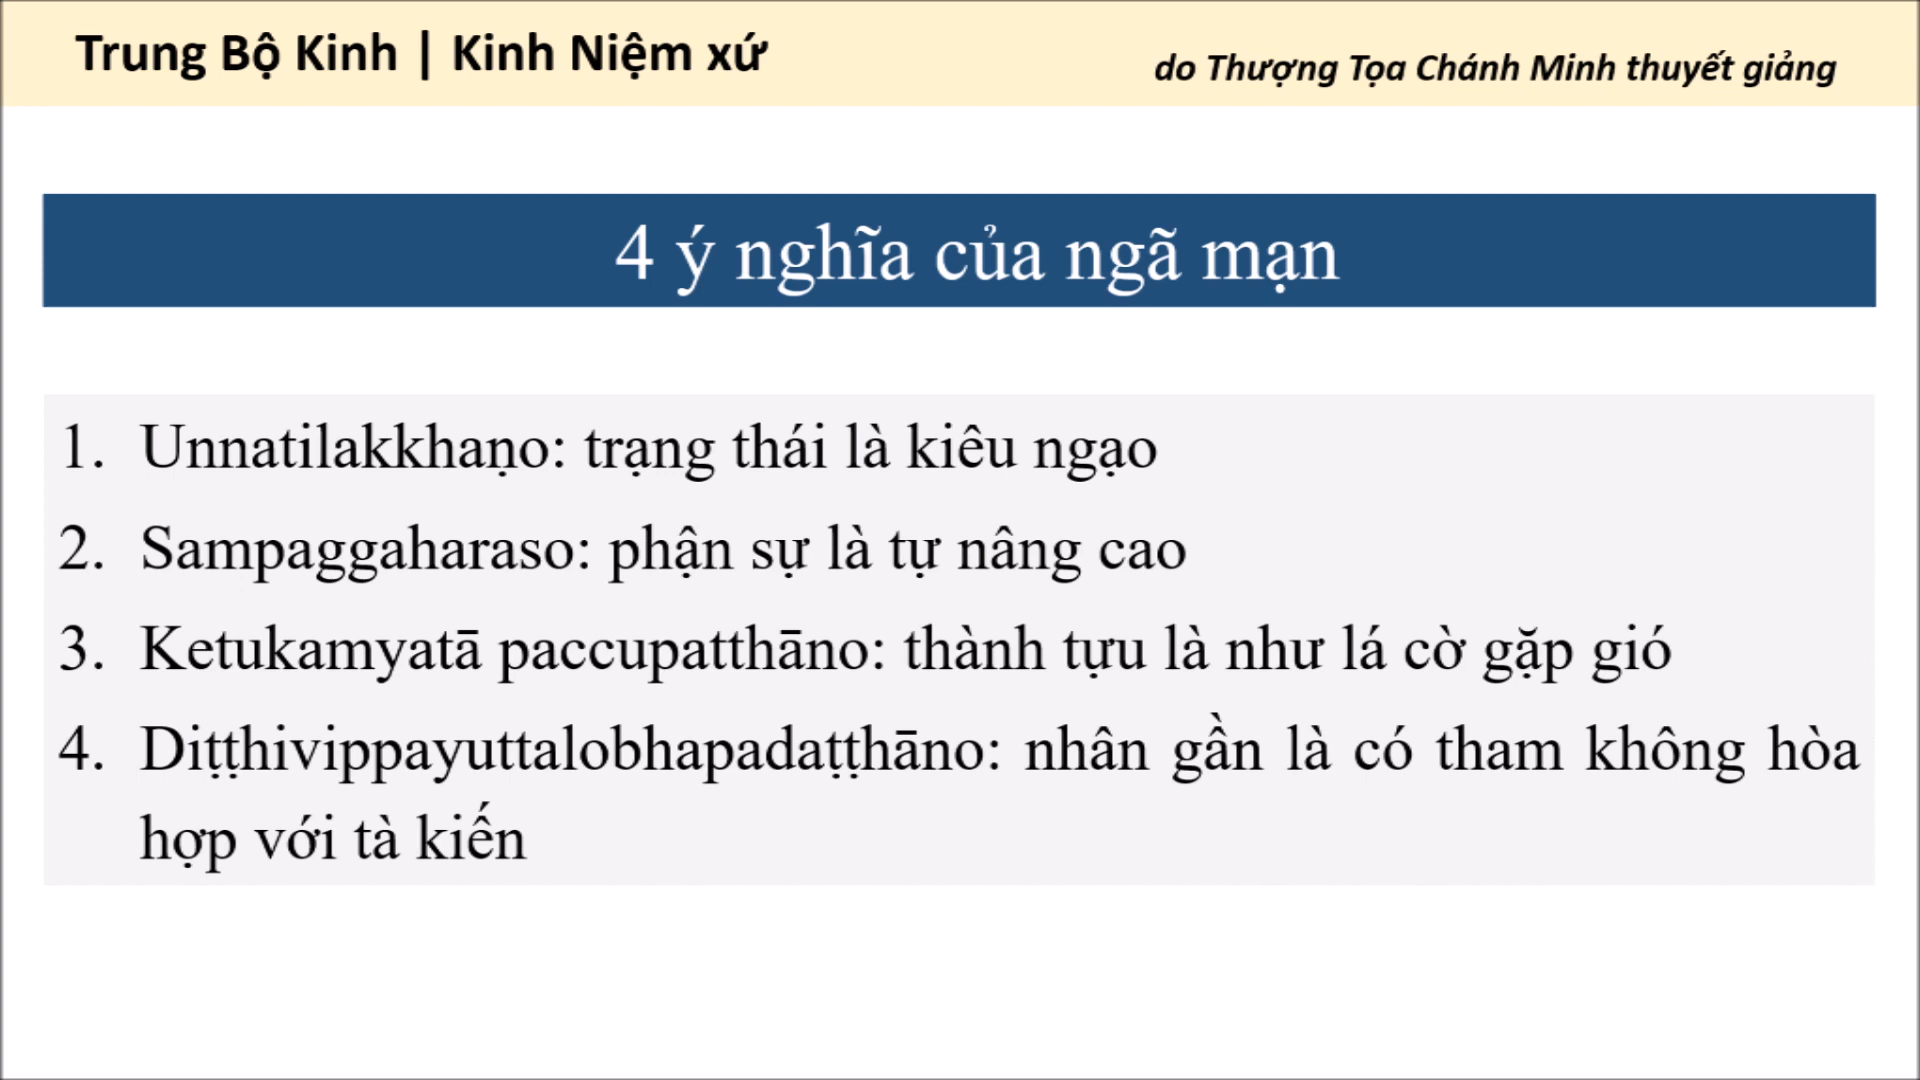 Trung Bộ Kinh | Kinh Niệm xứ
do Thượng Tọa Chánh Minh thuyết giảng
4 ý nghĩa của ngã mạn
1. Unnatilakkhaṇo: trạng thái là kiêu ngạo
2. Sampaggaharaso: phận sự là tự nâng cao
3. Ketukamyatā paccupatthāno: thành tựu là như lá cờ gặp gió
4. Diṭṭhivippayuttalobhapadaṭṭhāno: nhân gần là có tham không hòa
hợp với tà kiến